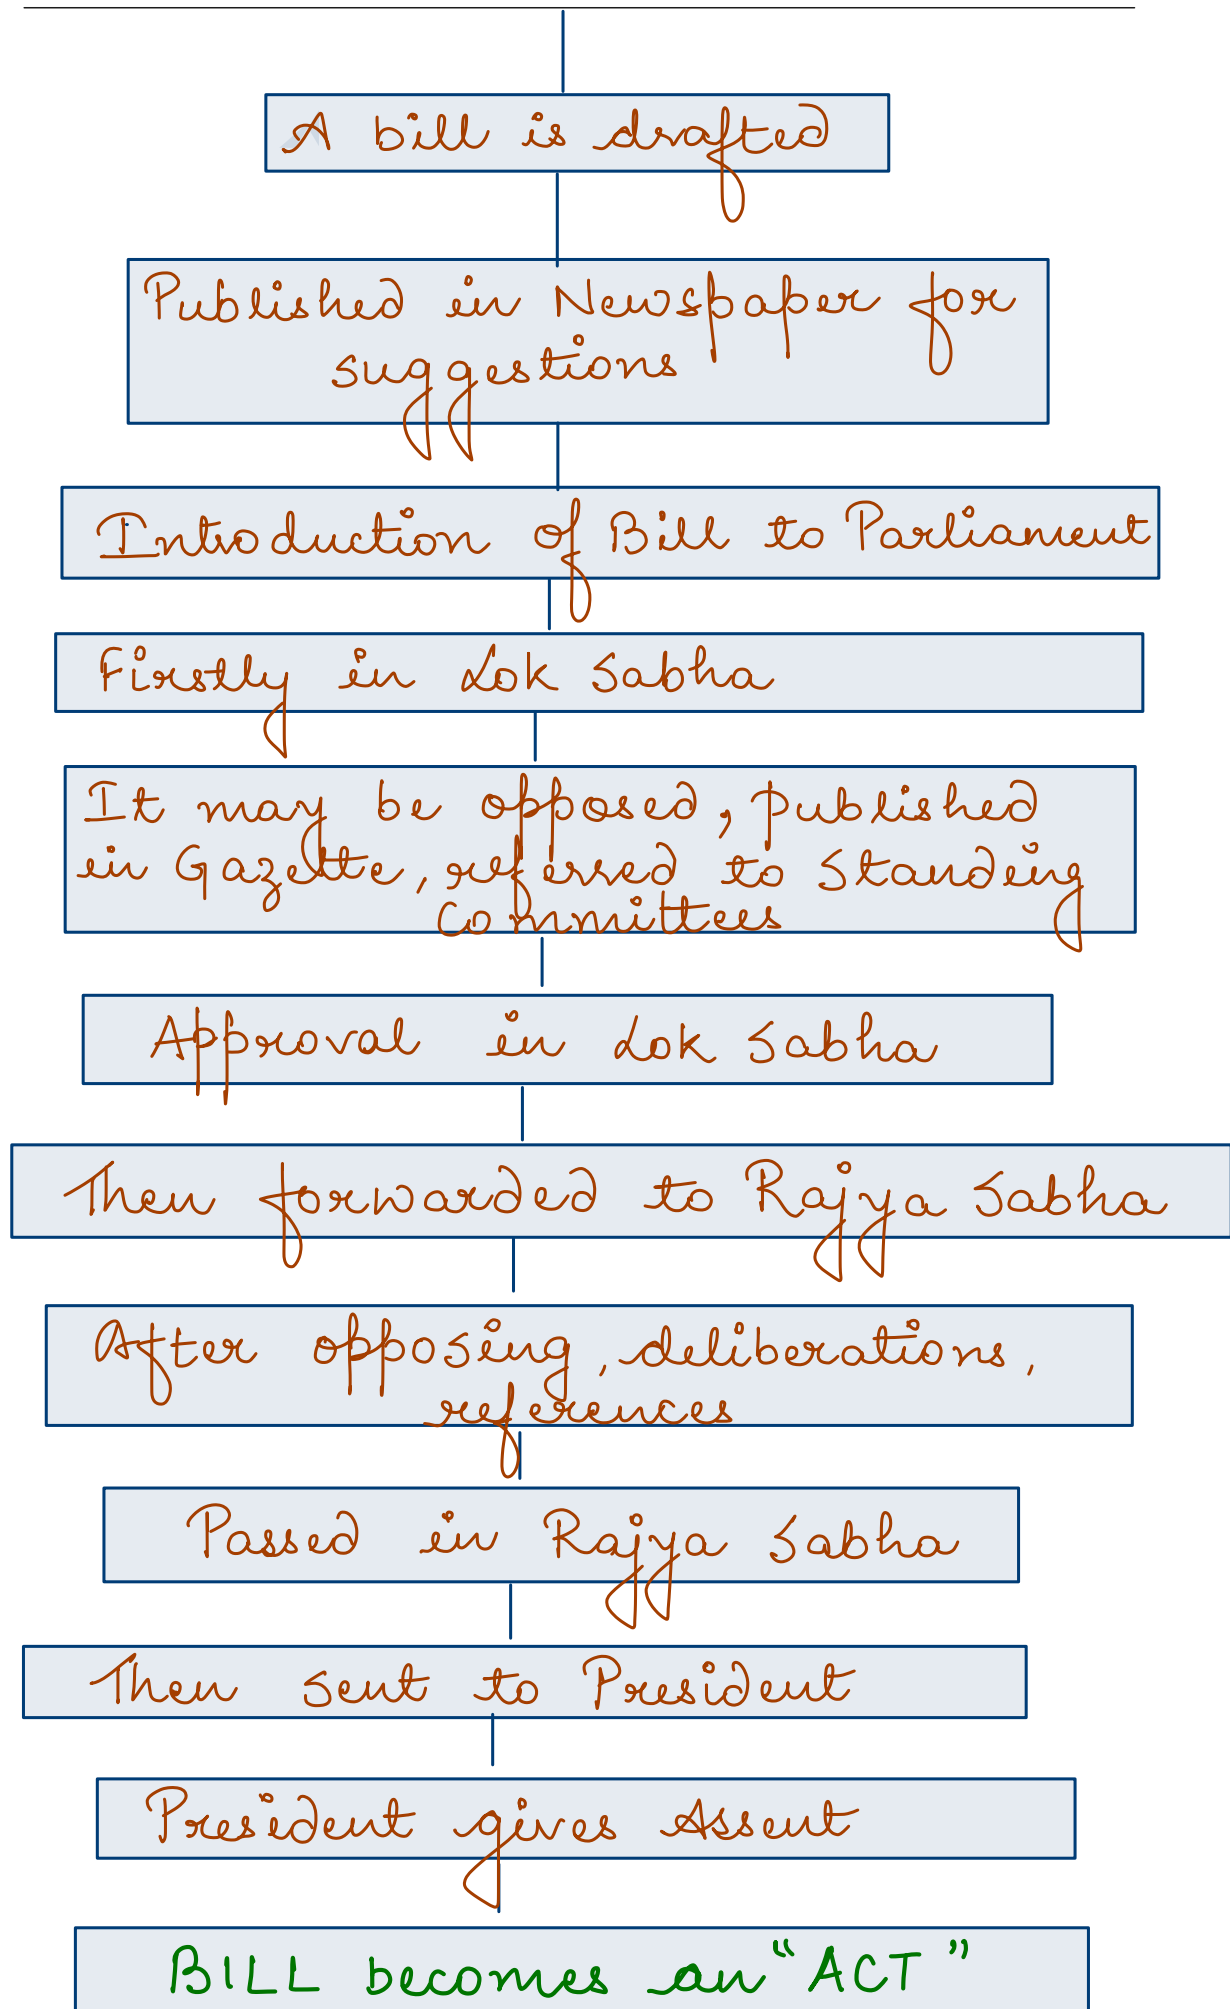 A bill is drafted
Published in Newspaper for
suggestions
Introduction of Bill to Parliament
Firstly in Lok Sabha
It may be opposed, published
in Gazette, referred to Standing
Committees
Approval in Lok Sabha
Then forwarded to Rajya Sabha
After opposing, deliberations,
references
Passed in Rajya Sabha
Then sent to President
President gives Assent
BILL becomes an "ACT"